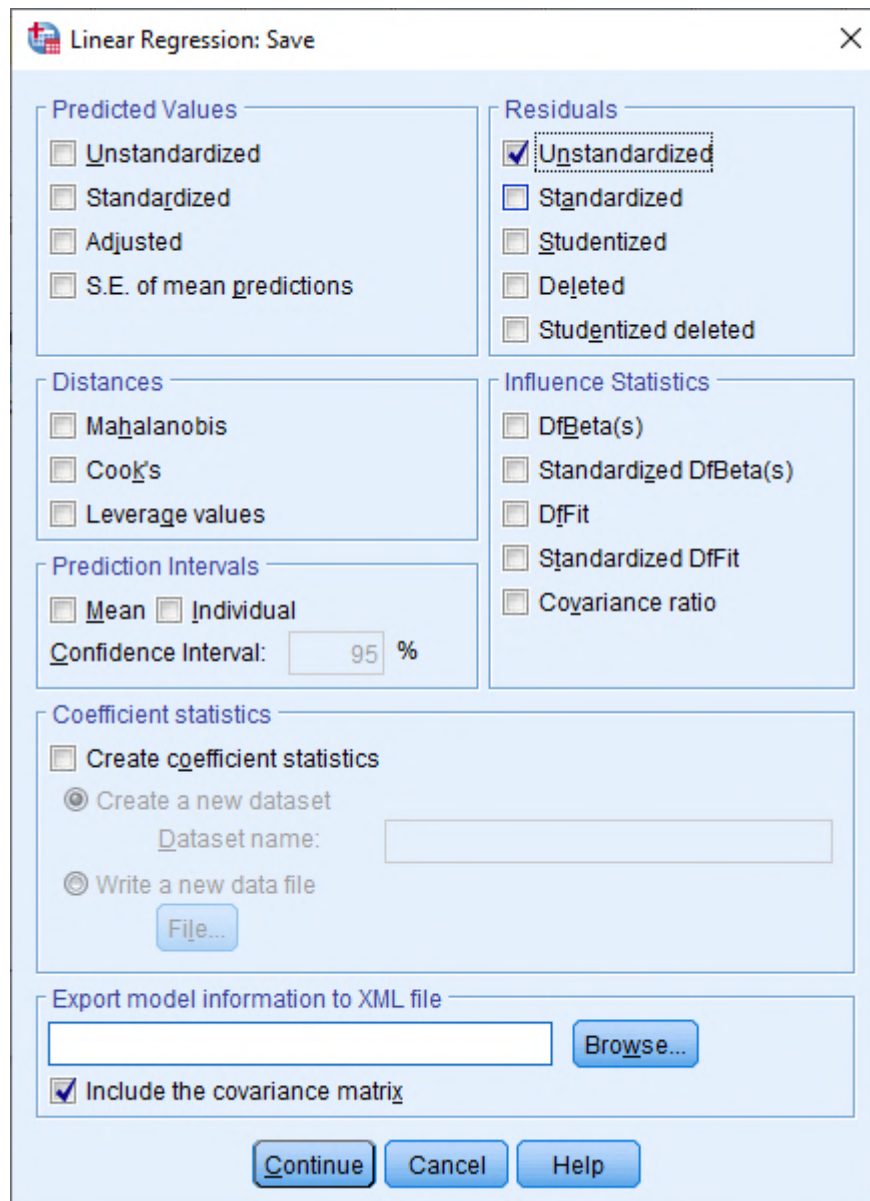 Linear Regression: Save
Predicted Values
Unstandardized
Standardized
Adjusted
S.E. of mean predictions
Residuals
Unstandardized
Standardized
Studentized
Deleted
Studentized deleted
Distances
Mahalanobis
Cook's
Leverage values
Influence Statistics
DfBeta(s)
Standardized DfBeta(s)
DfFit
Standardized DfFit
Covariance ratio
Prediction Intervals
Mean Individual
Confidence Interval: 95 %
Coefficient statistics
Create coefficient statistics
Create a new dataset
Dataset name:
Write a new data file
File...
Export model information to XML file
Browse...
Include the covariance matrix
Continue Cancel Help